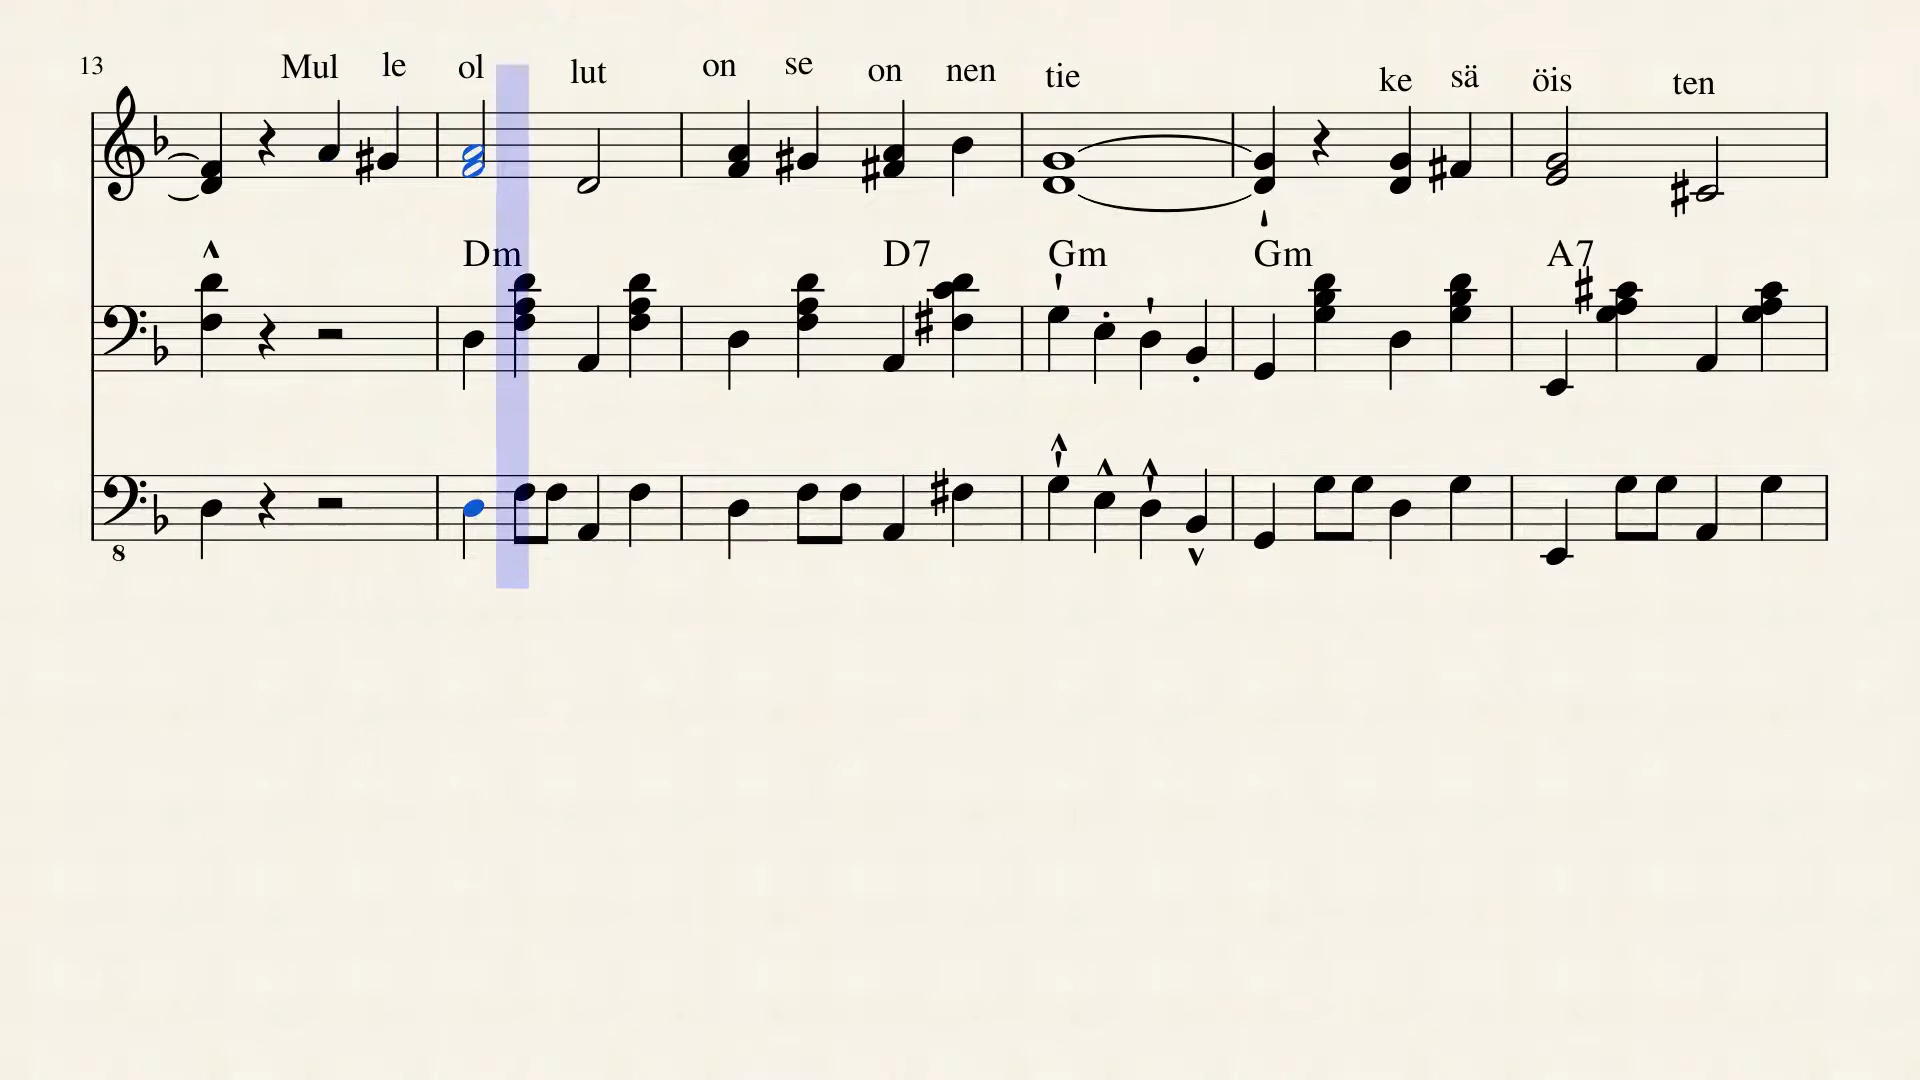 13 Mul le ol lut on se on nen tie ke sä öis ten
Dm D7 Gm Gm A7
8